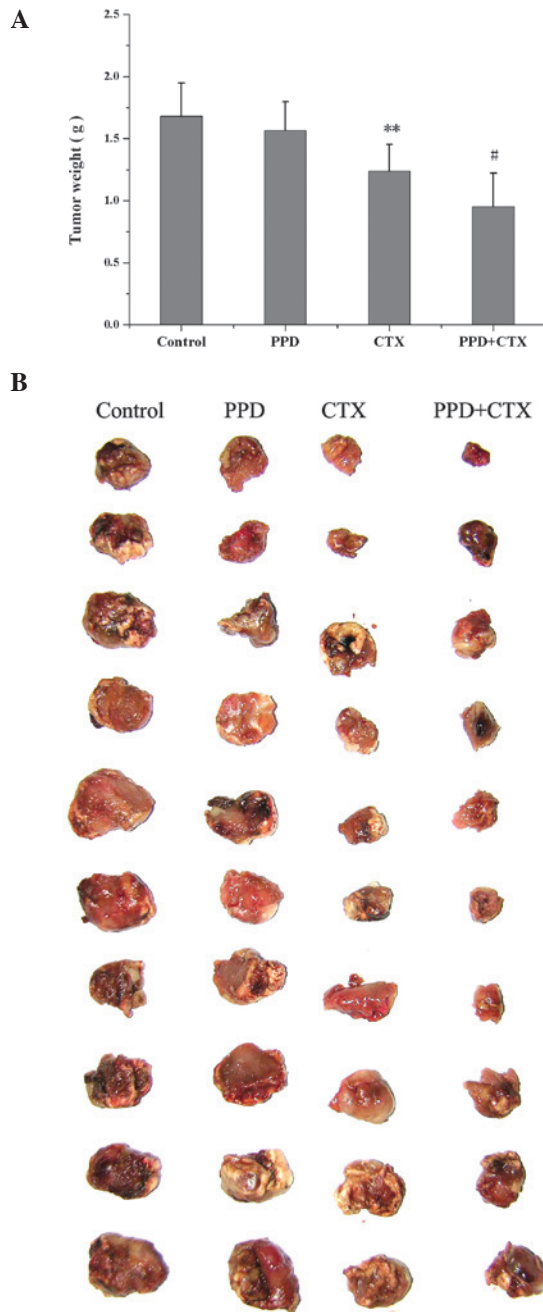 A
2.5
2.0
1.5
1.0
0.5
0.0
Tumor weight ( g )
**
#
Control PPD CTX PPD+CTX
B
Control PPD CTX PPD+CTX